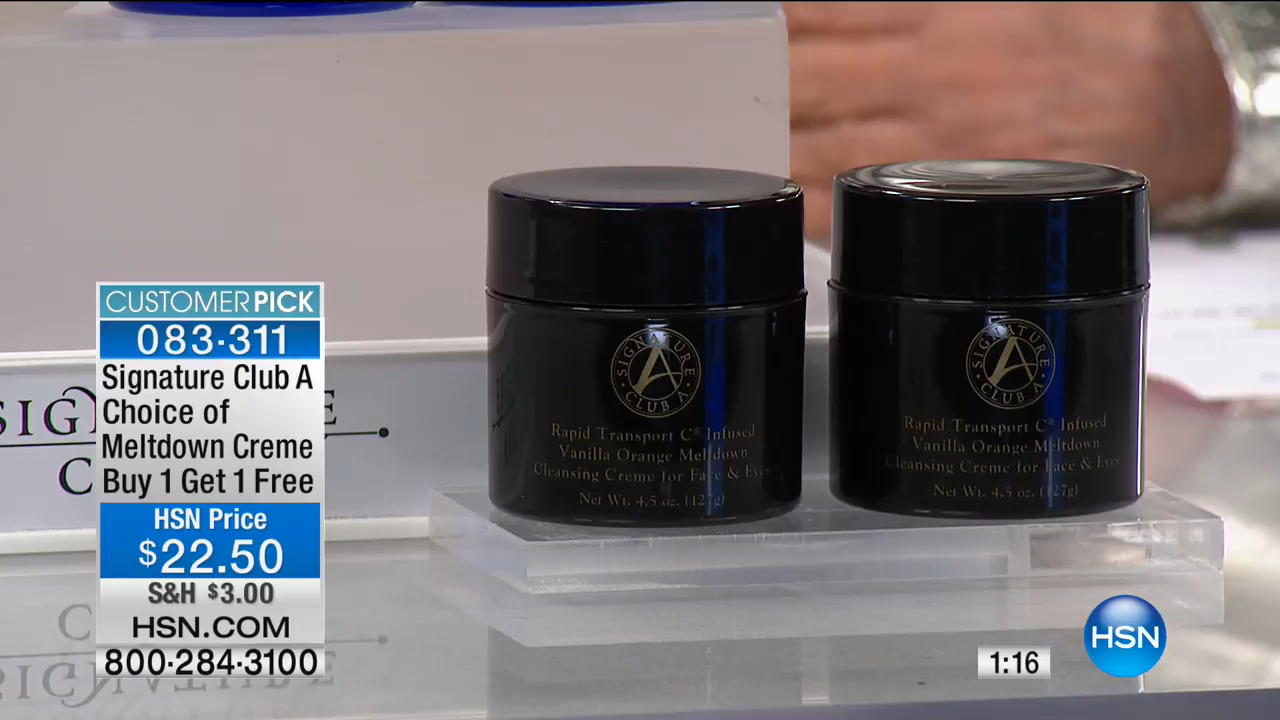 CUSTOMER PICK
083·311
Signature Club A
Choice of
Meltdown Creme
Buy 1 Get 1 Free
HSN Price
$22.50
S&H $3.00
HSN.COM
800·284·3100
SIGNATURE CLUB A
A
Rapid Transport C® Infused
Vanilla Orange Meltdown
Cleansing Creme for Face & Eyes
Net Wt. 4.5 oz. (127g)
SIGNATURE CLUB A
A
Rapid Transport C® Infused
Vanilla Orange Meltdown
Cleansing Creme for Face & Eyes
Net Wt. 4.5 oz. (127g)
1:16
HSN